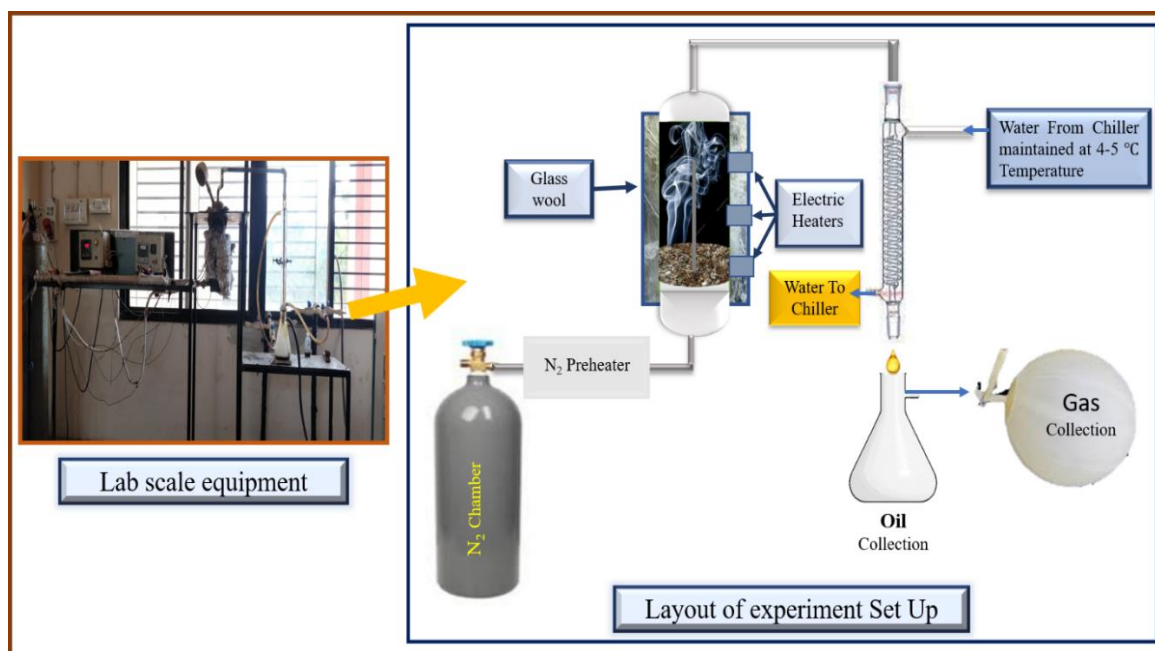 Lab scale equipment
Glass
wool
Electric
Heaters
Water From Chiller
maintained at 4-5 °C
Temperature
Water To
Chiller
N₂ Preheater
N₂ Chamber
Gas
Collection
Oil
Collection
Layout of experiment Set Up